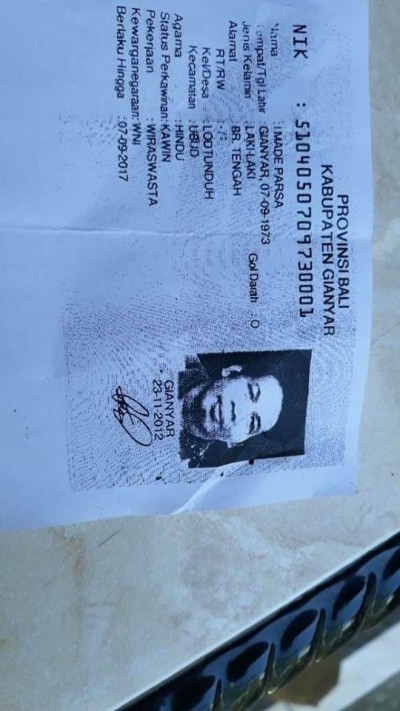 PROVINSI BALI
KABUPATEN GIANYAR
NIK : 5104050709730001
Nama : I MADE PARSA
Tempat/Tgl Lahir : GIANYAR, 07-09-1973
Jenis Kelamin : LAKI-LAKI Gol Darah : O
Alamat : BR. TENGAH
RT/RW : -/-
Kel/Desa : LODTUNDUH
Kecamatan : UBUD
Agama : HINDU
Status Perkawinan: KAWIN
Pekerjaan : WIRASWASTA
Kewarganegaraan: WNI
Berlaku Hingga : 07-09-2017
GIANYAR
23-11-2012